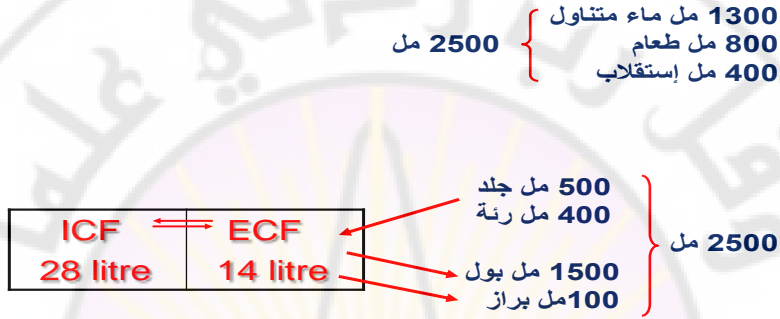 1300 مل ماء متناول
800 مل طعام
400 مل إستقلاب
2500 مل
500 مل جلد
400 مل رئة
1500 مل بول
100مل براز
2500 مل
ICF ECF
28 litre 14 litre